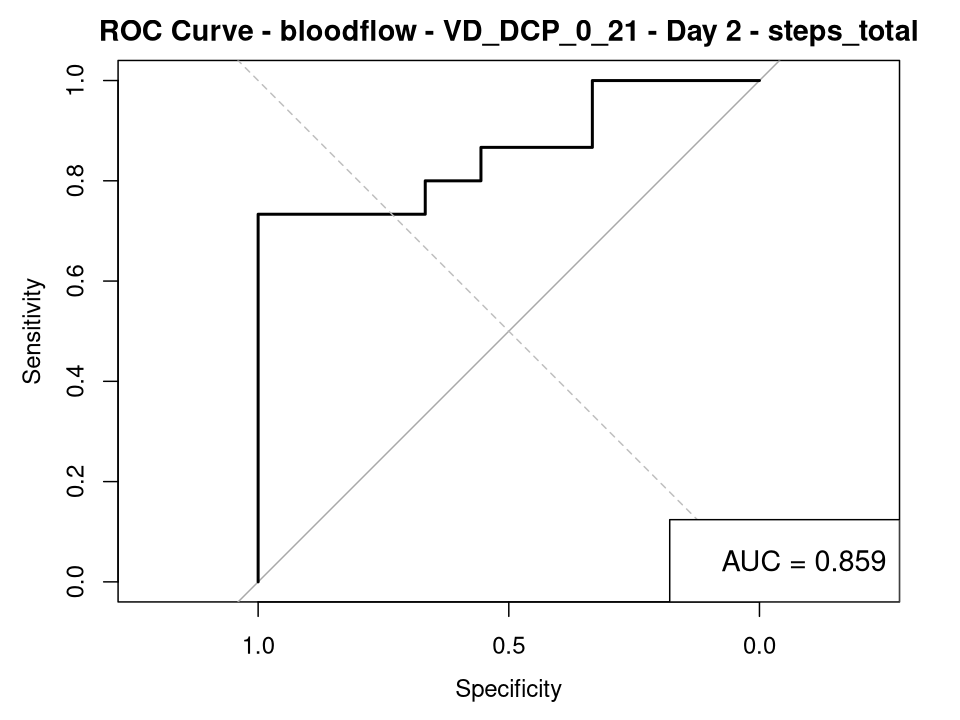 ROC Curve - bloodflow - VD_DCP_0_21 - Day 2 - steps_total
Sensitivity
1.0
0.8
0.6
0.4
0.2
0.0
AUC = 0.859
1.0 0.5 0.0
Specificity